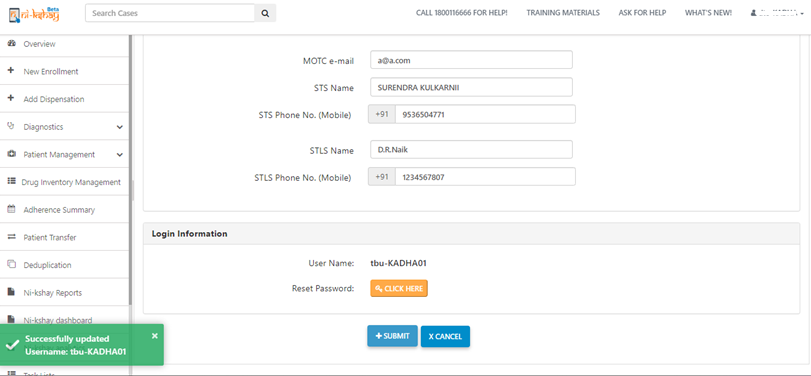 Beta
ni-kshay
Search Cases
CALL 1800116666 FOR HELP!
TRAINING MATERIALS
ASK FOR HELP
WHAT'S NEW!
Overview
New Enrollment
Add Dispensation
Diagnostics
Patient Management
Drug Inventory Management
Adherence Summary
Patient Transfer
Deduplication
Ni-kshay Reports
Ni-kshay dashboard
Task Lists
MOTC e-mail
a@a.com
STS Name
SURENDRA KULKARNII
STS Phone No. (Mobile)
+91
9536504771
STLS Name
D.R.Naik
STLS Phone No. (Mobile)
+91
1234567807
Login Information
User Name:
tbu-KADHA01
Reset Password:
CLICK HERE
+ SUBMIT
X CANCEL
Successfully updated
Username: tbu-KADHA01
×